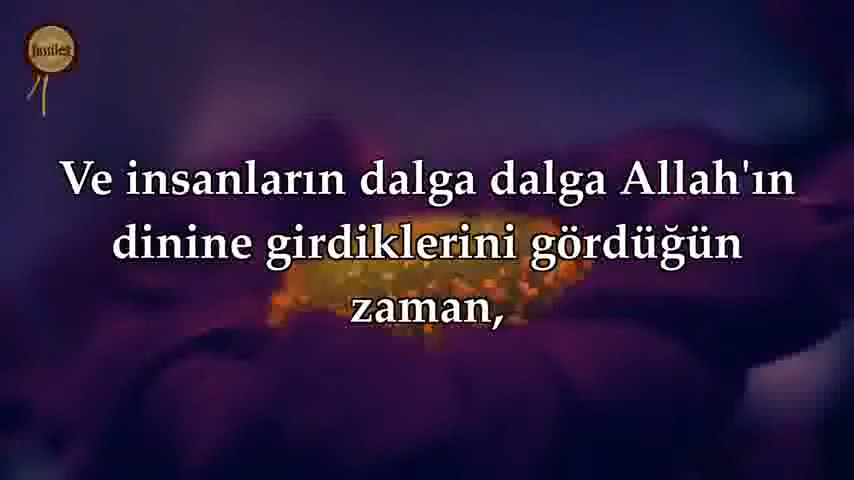 Ve insanların dalga dalga Allah'ın
dinine girdiklerini gördüğün
zaman,